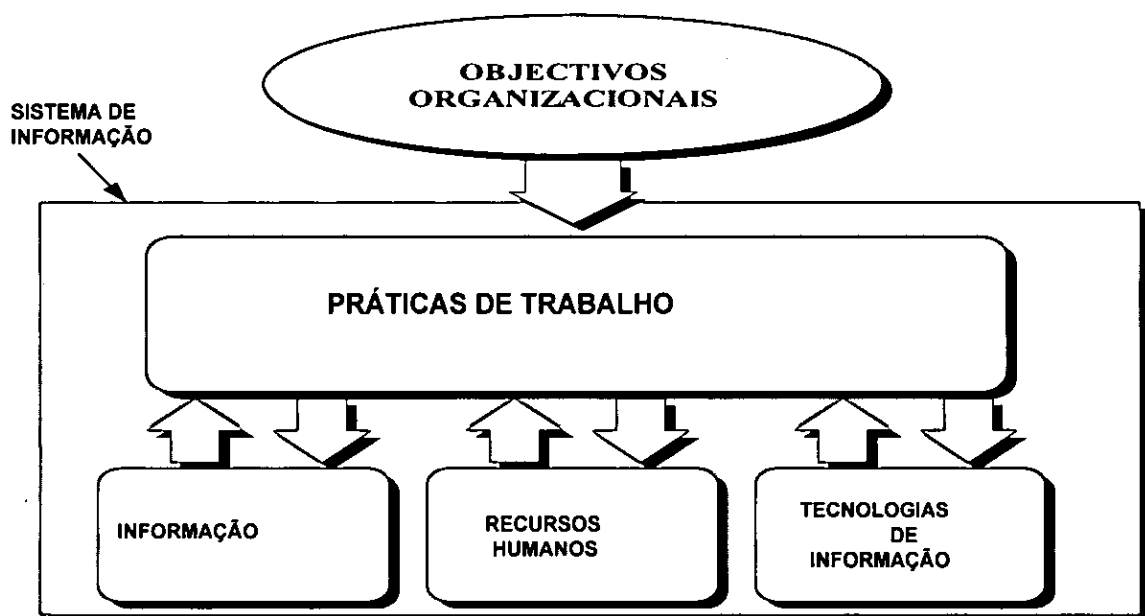 OBJECTIVOS
ORGANIZACIONAIS
SISTEMA DE
INFORMAÇÃO
PRÁTICAS DE TRABALHO
INFORMAÇÃO
RECURSOS
HUMANOS
TECNOLOGIAS
DE
INFORMAÇÃO